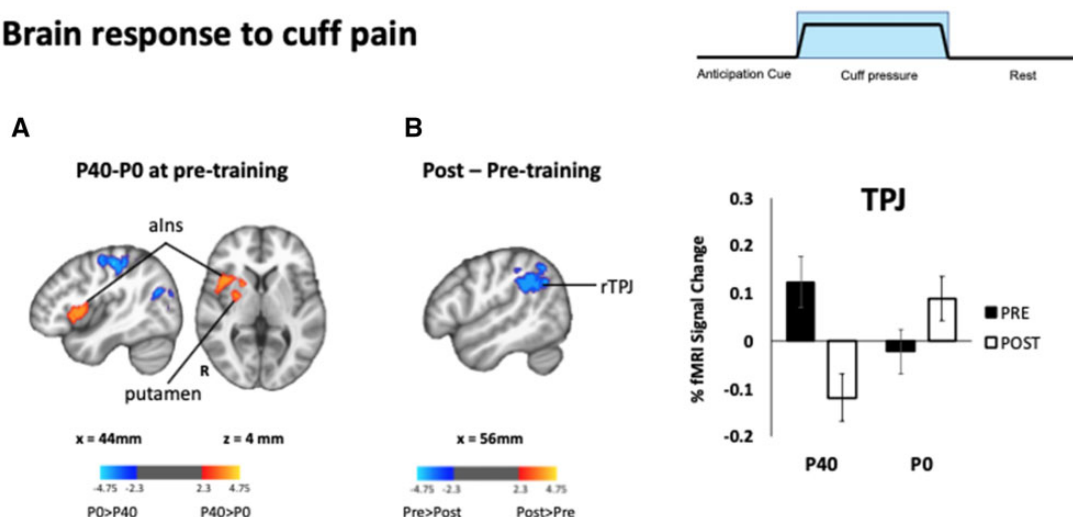 Brain response to cuff pain
Anticipation Cue Cuff pressure Rest
A
P40-P0 at pre-training
aIns
R
putamen
x = 44mm z = 4 mm
-4.75 -2.3 2.3 4.75
P0>P40 P40>P0
B
Post – Pre-training
rTPJ
x = 56mm
-4.75 -2.3 2.3 4.75
Pre>Post Post>Pre
TPJ
% fMRI Signal Change
0.3
0.2
0.1
0
-0.1
-0.2
P40 P0
PRE
POST